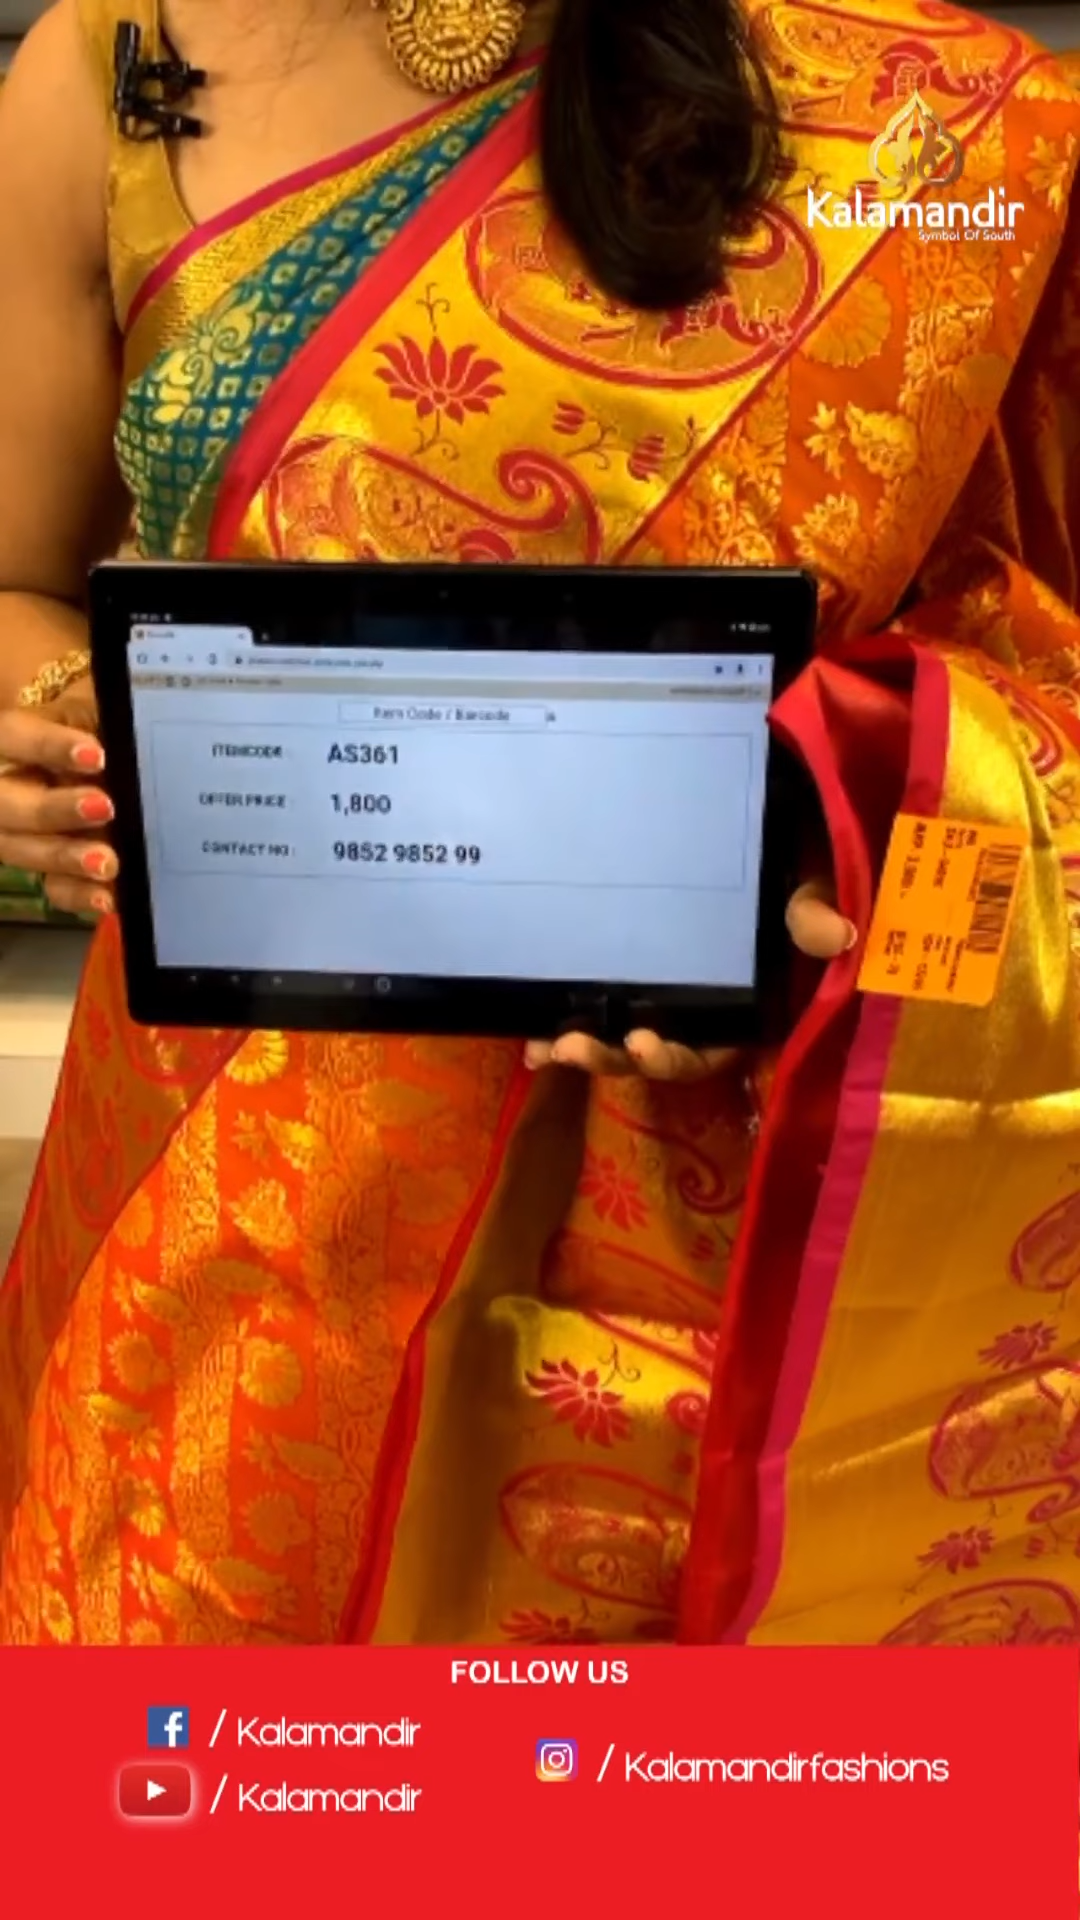 Kalamandir
Symbol Of South
Item Code / Barcode
ITEMCODE :
AS361
OFFER PRICE :
1,800
CONTACT NO :
9852 9852 99
FOLLOW US
/ Kalamandir
/ Kalamandir
/ Kalamandirfashions